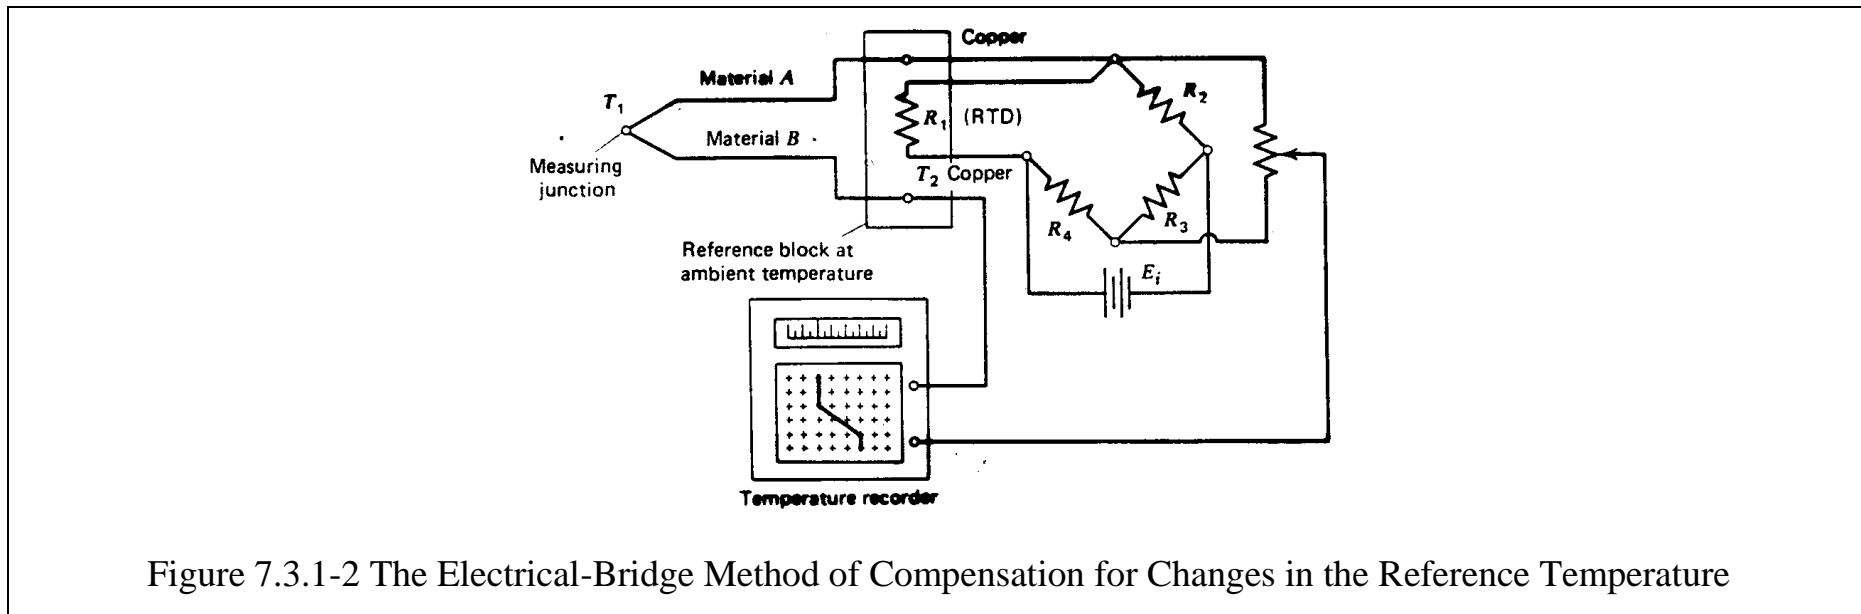 Copper
Material A
T1
R2
R1 (RTD)
Material B
Measuring
junction
T2 Copper
R4
R3
Reference block at
ambient temperature
Ei
Temperature recorder
Figure 7.3.1-2 The Electrical-Bridge Method of Compensation for Changes in the Reference Temperature